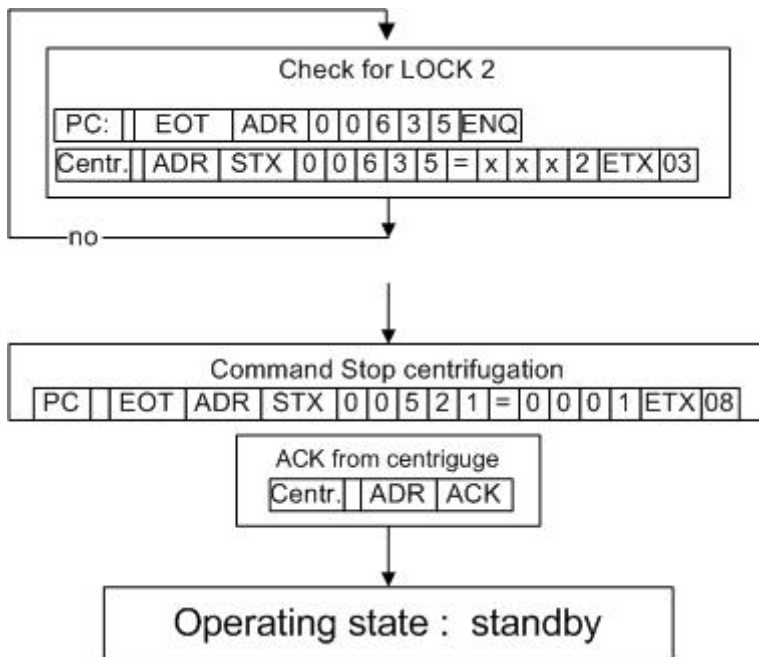 Check for LOCK 2
PC: EOT ADR 0 0 6 3 5 ENQ
Centr. ADR STX 0 0 6 3 5 = x x x 2 ETX 03
no
Command Stop centrifugation
PC EOT ADR STX 0 0 5 2 1 = 0 0 0 1 ETX 08
ACK from centriguge
Centr. ADR ACK
Operating state : standby